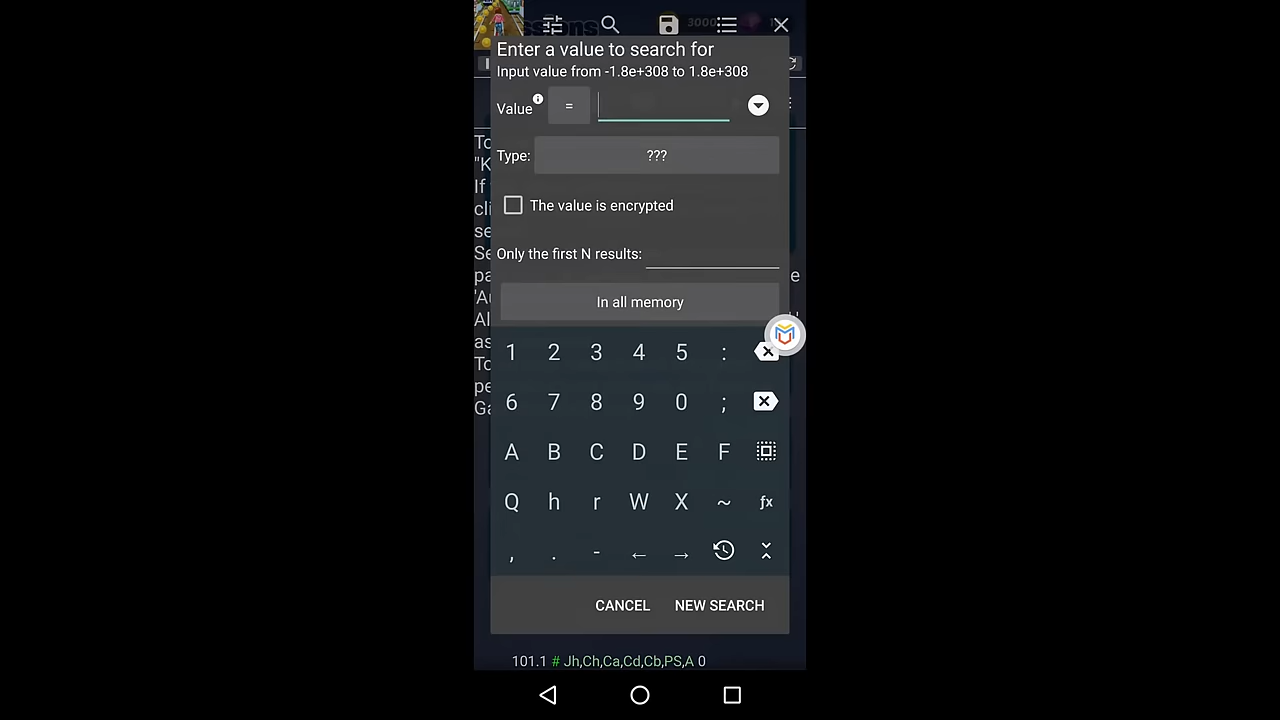 3000
Enter a value to search for
Input value from -1.8e+308 to 1.8e+308
Value = 
Type: ???
The value is encrypted
Only the first N results:
In all memory
1 2 3 4 5 :
6 7 8 9 0 ;
A B C D E F
Q h r W X ~ ƒx
, . - ← →
CANCEL NEW SEARCH
101.1 # Jh,Ch,Ca,Cd,Cb,PS,A 0